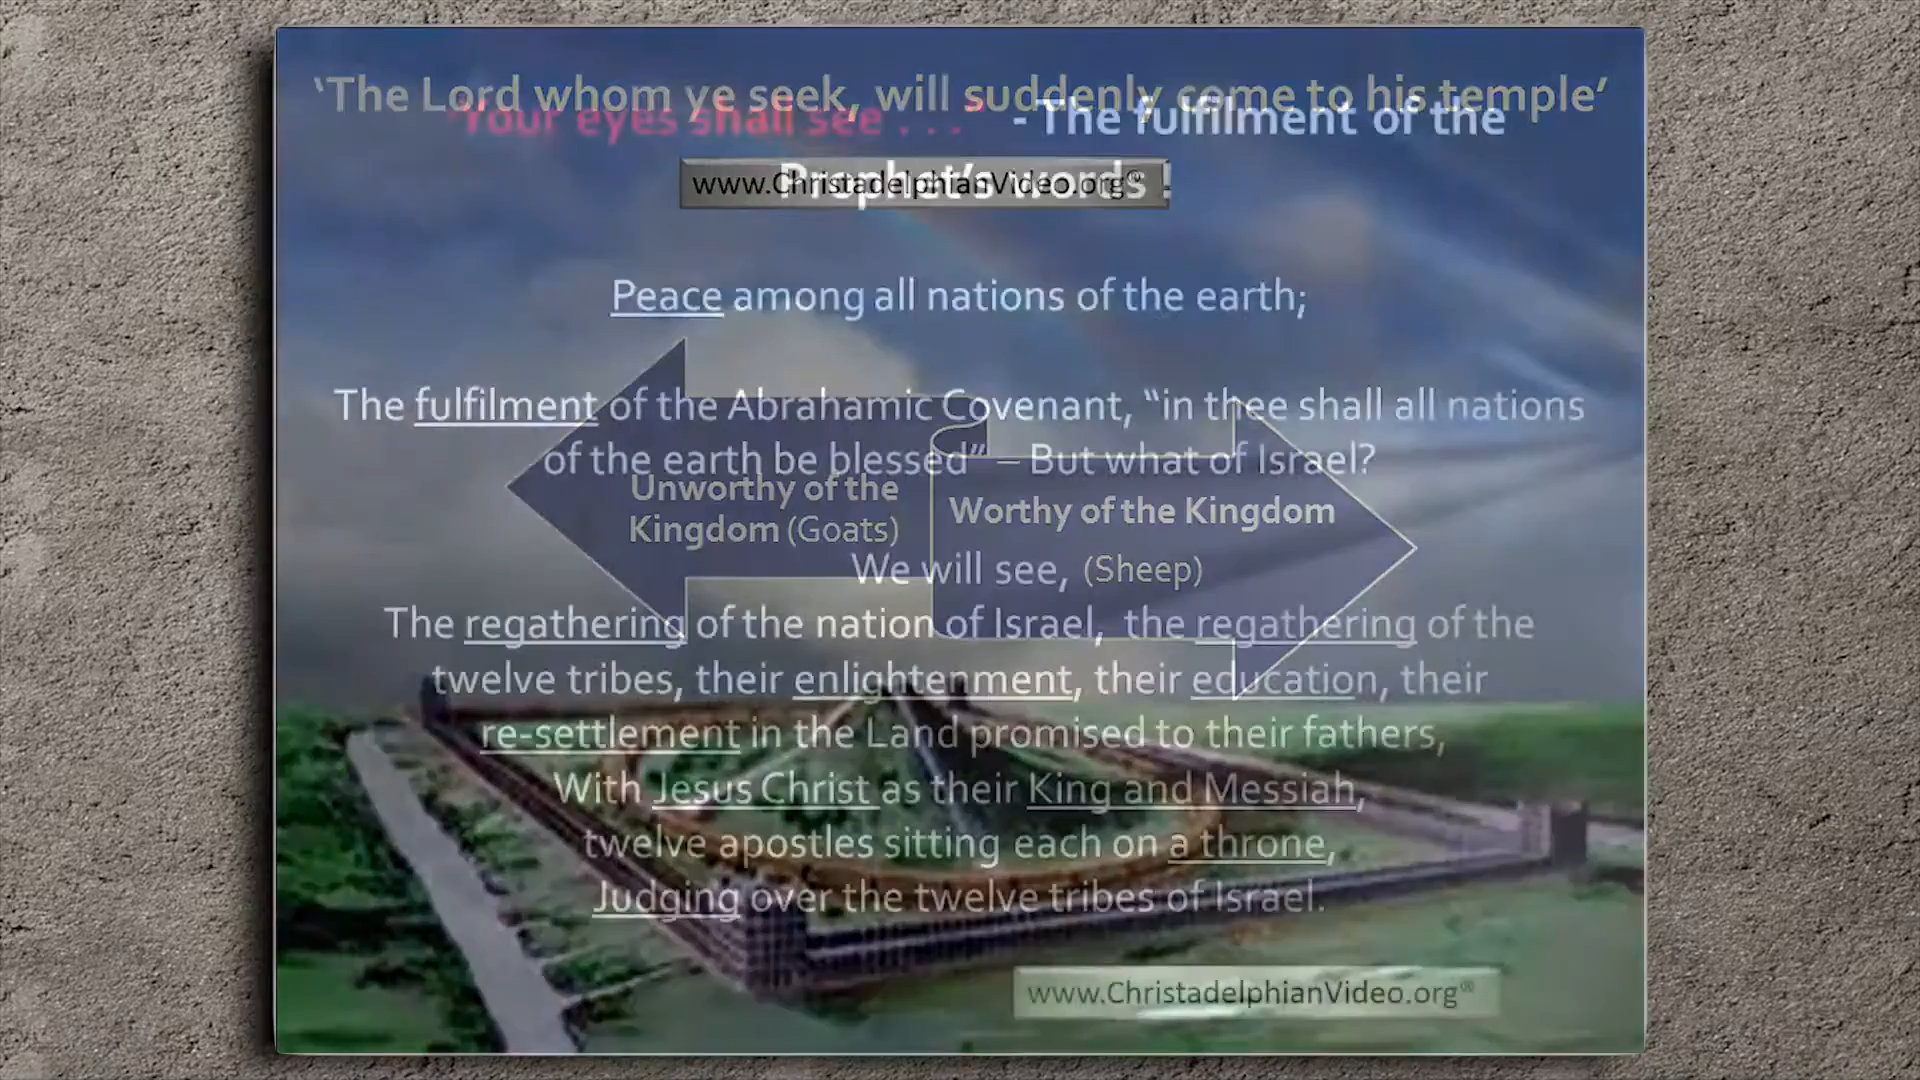 ‘The Lord whom ye seek, will suddenly come to his temple’
“Your eyes shall see . . .” - The fulfilment of the
Prophet’s words !
www.ChristadelphianVideo.org®
Peace among all nations of the earth;
The fulfilment of the Abrahamic Covenant, “in thee shall all nations
of the earth be blessed” – But what of Israel?
Unworthy of the
Kingdom (Goats)
Worthy of the Kingdom
(Sheep)
We will see,
The regathering of the nation of Israel, the regathering of the
twelve tribes, their enlightenment, their education, their
re-settlement in the Land promised to their fathers,
With Jesus Christ as their King and Messiah,
twelve apostles sitting each on a throne,
Judging over the twelve tribes of Israel.
www.ChristadelphianVideo.org®